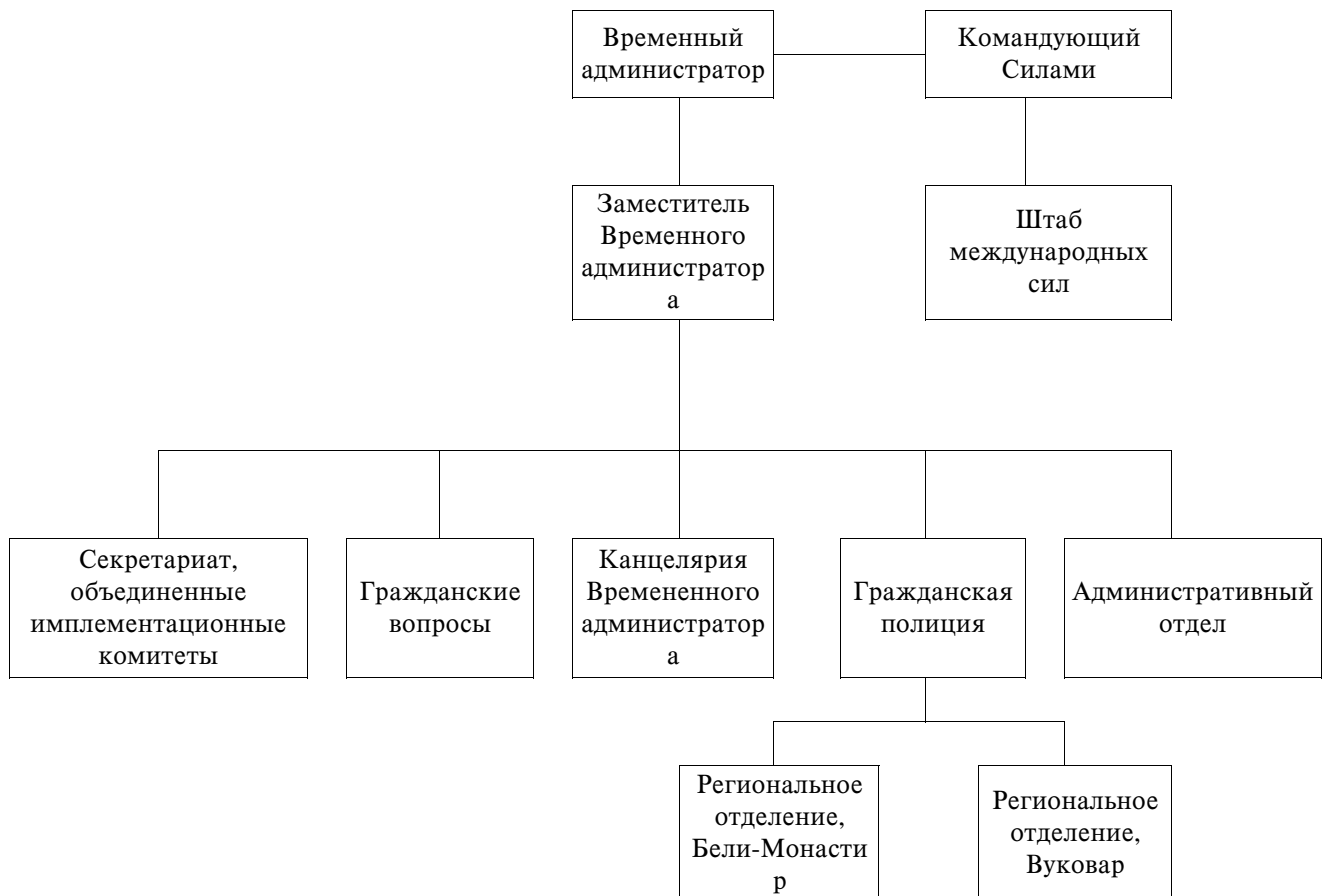 Временный
администратор
Командующий
Силами
Заместитель
Временного
администратор
а
Штаб
международных
сил
Секретариат,
объединенные
имплементационные
комитеты
Гражданские
вопросы
Канцелярия
Времененного
администратор
а
Гражданская
полиция
Административный
отдел
Региональное
отделение,
Бели-Монасти
р
Региональное
отделение,
Вуковар